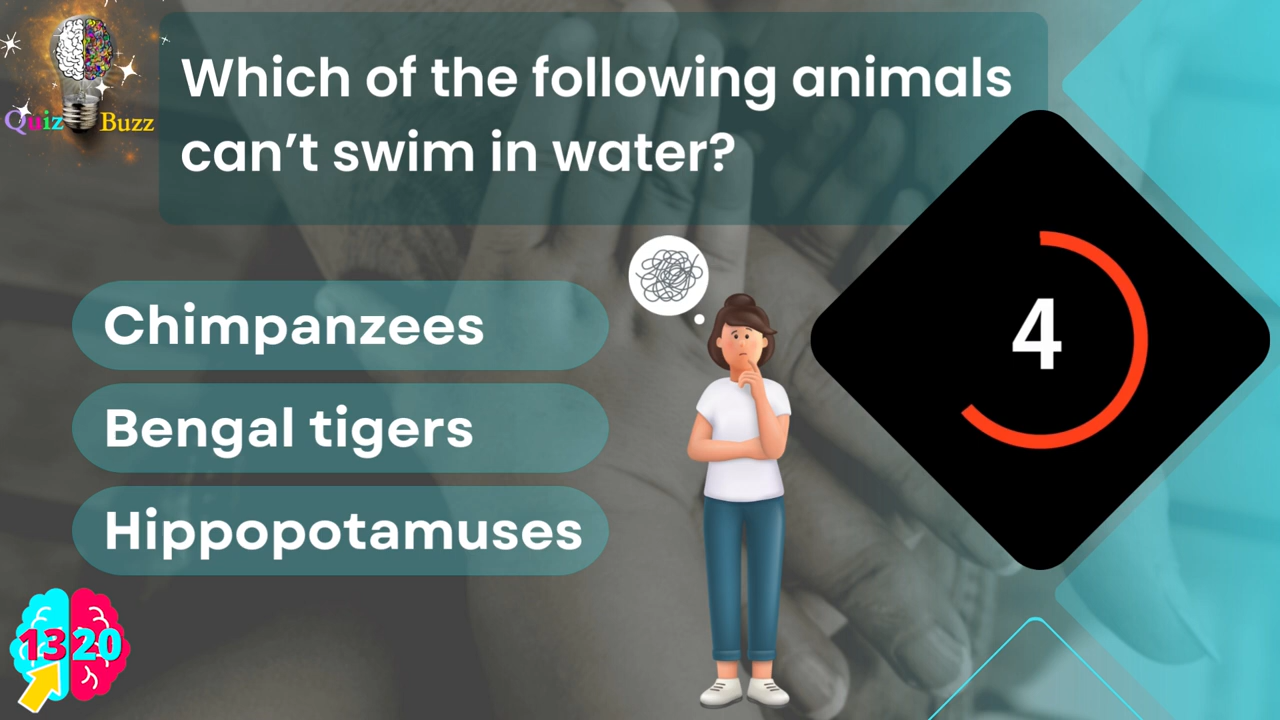 Quiz Buzz
Which of the following animals
can’t swim in water?
4
Chimpanzees
Bengal tigers
Hippopotamuses
1320